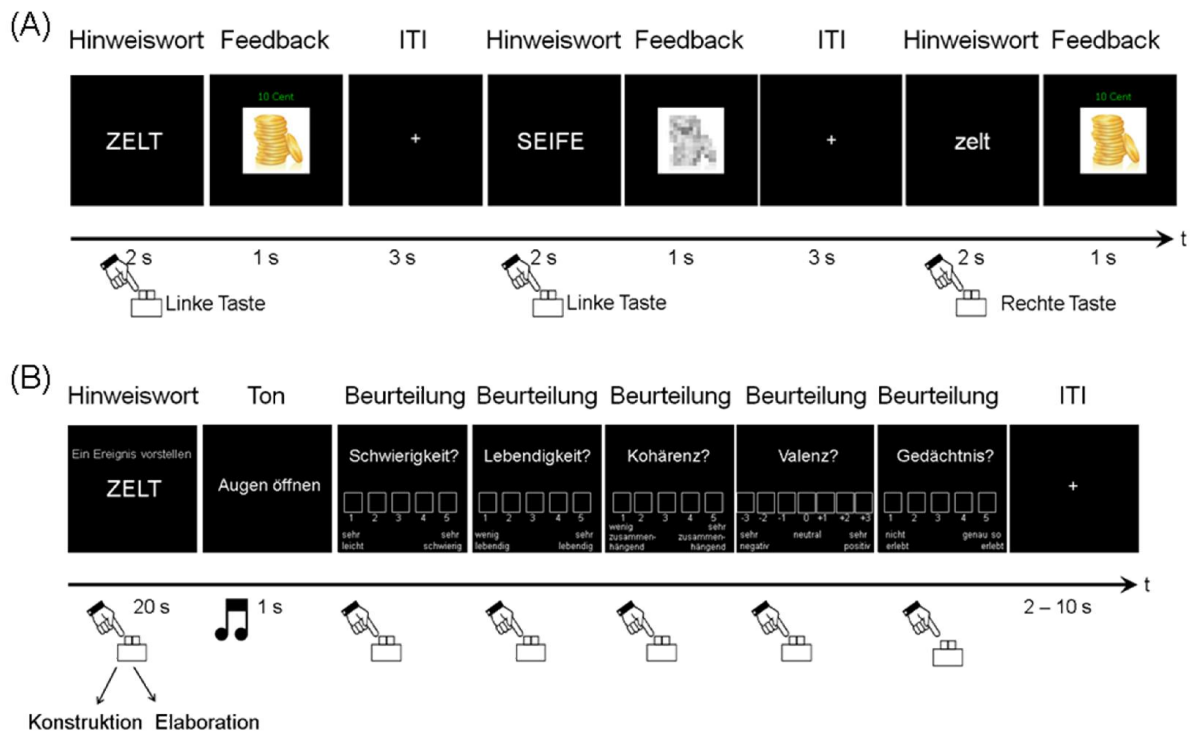 (A)
Hinweiswort Feedback ITI Hinweiswort Feedback ITI Hinweiswort Feedback
ZELT
10 Cent
+
SEIFE
+
zelt
10 Cent
t
2 s 1 s 3 s 2 s 1 s 3 s 2 s 1 s
Linke Taste Linke Taste Rechte Taste
(B)
Hinweiswort Ton Beurteilung Beurteilung Beurteilung Beurteilung Beurteilung ITI
Ein Ereignis vorstellen
ZELT
Augen öffnen
Schwierigkeit?
1 2 3 4 5
sehr sehr
leicht schwierig
Lebendigkeit?
1 2 3 4 5
wenig sehr
lebendig lebendig
Kohärenz?
1 2 3 4 5
wenig sehr
zusammen- zusammen-
hängend hängend
Valenz?
-3 -2 -1 0 +1 +2 +3
sehr neutral sehr
negativ positiv
Gedächtnis?
1 2 3 4 5
nicht genau so
erlebt erlebt
+
t
20 s 1 s 2 – 10 s
Konstruktion Elaboration